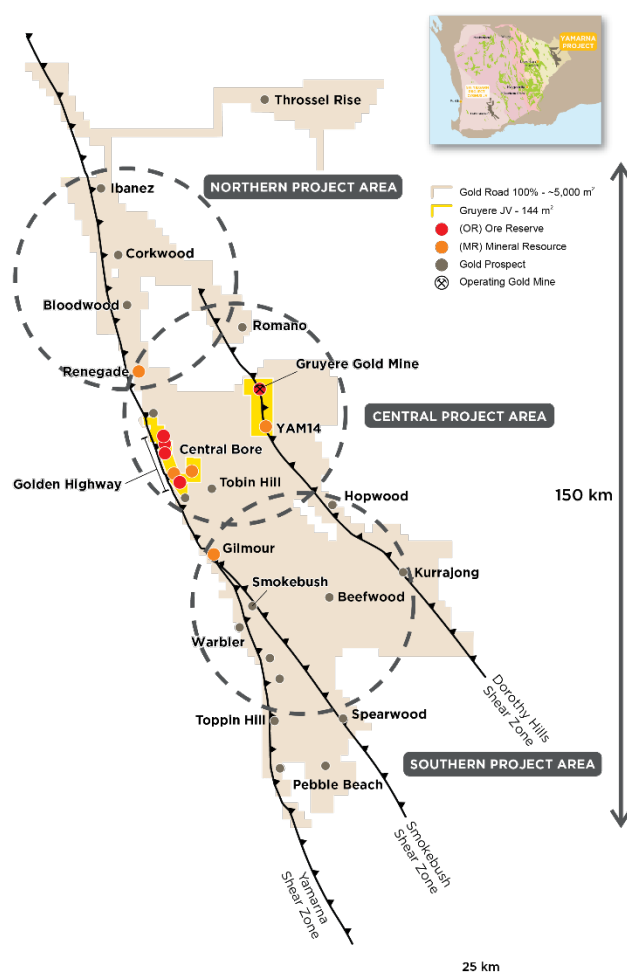 YAMARNA
PROJECT
Throssel Rise
Ibanez
NORTHERN PROJECT AREA
Gold Road 100% - ~5,000 m²
Gruyere JV - 144 m²
(OR) Ore Reserve
(MR) Mineral Resource
Gold Prospect
Operating Gold Mine
Corkwood
Bloodwood
Romano
Renegade
Gruyere Gold Mine
CENTRAL PROJECT AREA
YAM14
Central Bore
Golden Highway
Tobin Hill
Hopwood
150 km
Gilmour
Kurrajong
Smokebush
Beefwood
Warbler
Toppin Hill
Spearwood
Dorothy Hills
Shear Zone
SOUTHERN PROJECT AREA
Pebble Beach
Smokebush
Shear Zone
Yamarna
Shear Zone
25 km